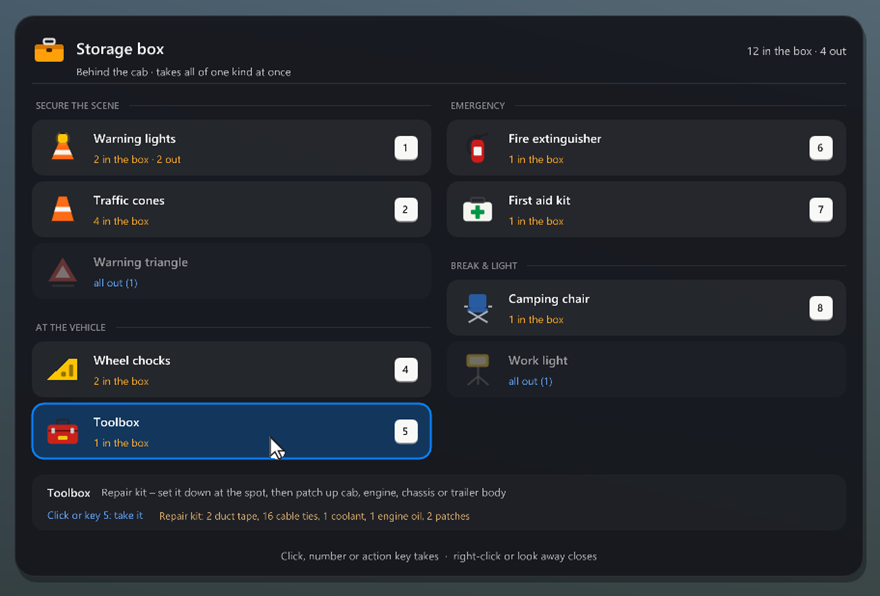 Storage box
12 in the box · 4 out
Behind the cab · takes all of one kind at once
SECURE THE SCENE
Warning lights
2 in the box · 2 out
1
Traffic cones
4 in the box
2
Warning triangle
all out (1)
AT THE VEHICLE
Wheel chocks
2 in the box
4
Toolbox
1 in the box
5
EMERGENCY
Fire extinguisher
1 in the box
6
First aid kit
1 in the box
7
BREAK & LIGHT
Camping chair
1 in the box
8
Work light
all out (1)
Toolbox Repair kit – set it down at the spot, then patch up cab, engine, chassis or trailer body
Click or key 5: take it Repair kit: 2 duct tape, 16 cable ties, 1 coolant, 1 engine oil, 2 patches
Click, number or action key takes · right-click or look away closes